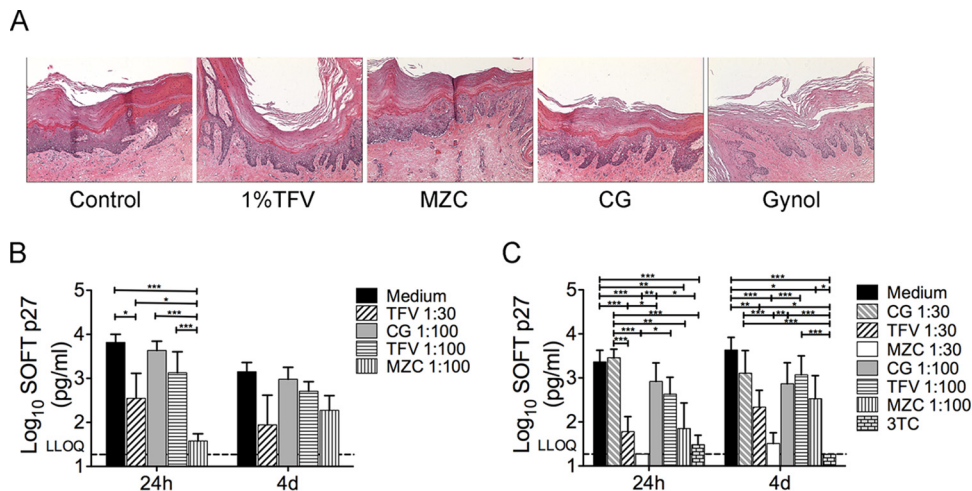 A
Control
1%TFV
MZC
CG
Gynol
B
Log10 SOFT p27
(pg/ml)
5
4
3
2
1
LLOQ
***
*
*
***
***
24h
4d
Medium
TFV 1:30
CG 1:100
TFV 1:100
MZC 1:100
C
Log10 SOFT p27
(pg/ml)
5
4
3
2
1
LLOQ
***
**
*** ** *
*** *
***
**
*** *
***
***
* *
*** ***
** *
*** *** ***
***
***
24h
4d
Medium
CG 1:30
TFV 1:30
MZC 1:30
CG 1:100
TFV 1:100
MZC 1:100
3TC